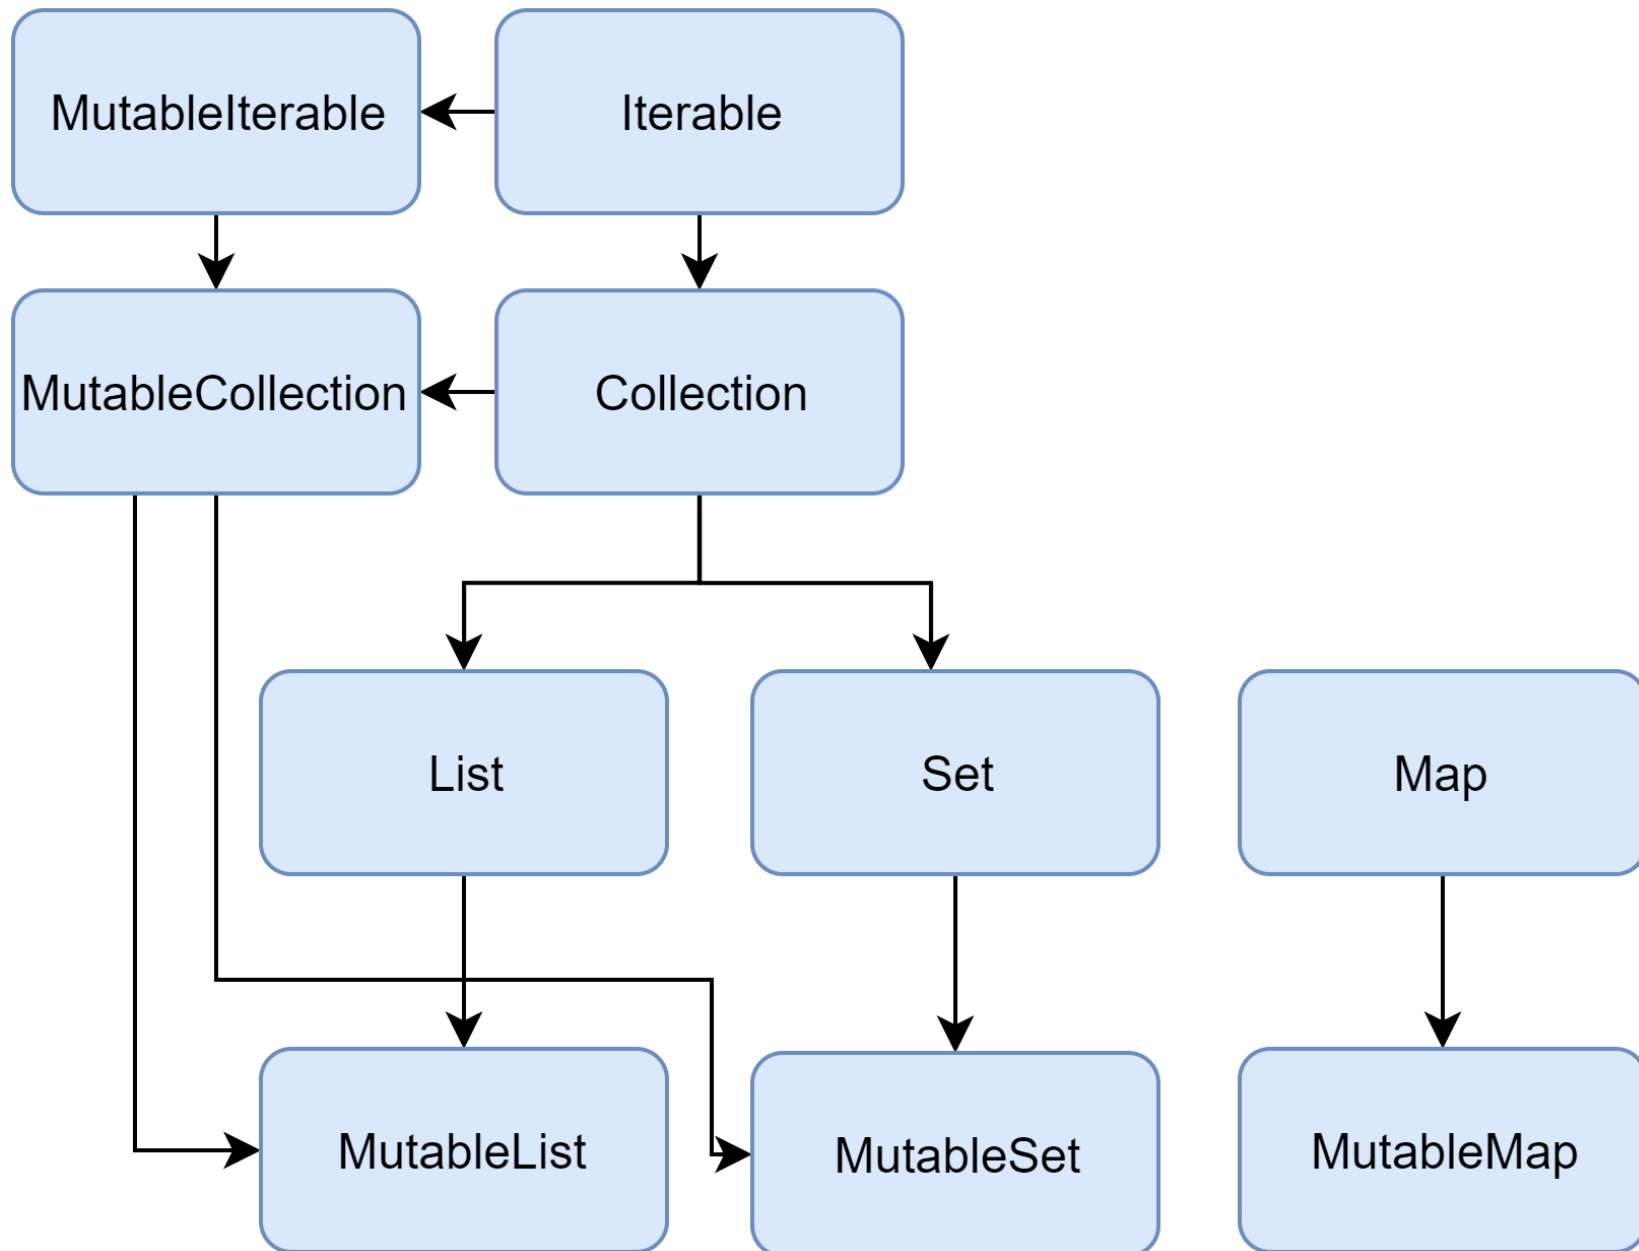 MutableIterable
Iterable
MutableCollection
Collection
List
Set
Map
MutableList
MutableSet
MutableMap